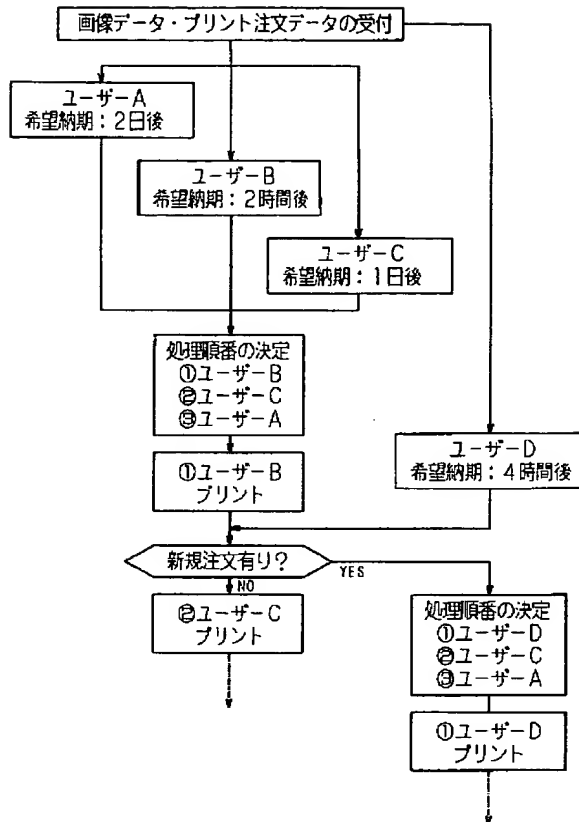 画像データ・プリント注文データの受付
ユーザーA
希望納期：2日後
ユーザーB
希望納期：2時間後
ユーザーC
希望納期：1日後
処理順番の決定
①ユーザーB
②ユーザーC
③ユーザーA
①ユーザーB
プリント
ユーザーD
希望納期：4時間後
新規注文有り？
YES
NO
②ユーザーC
プリント
処理順番の決定
①ユーザーD
②ユーザーC
③ユーザーA
①ユーザーD
プリント